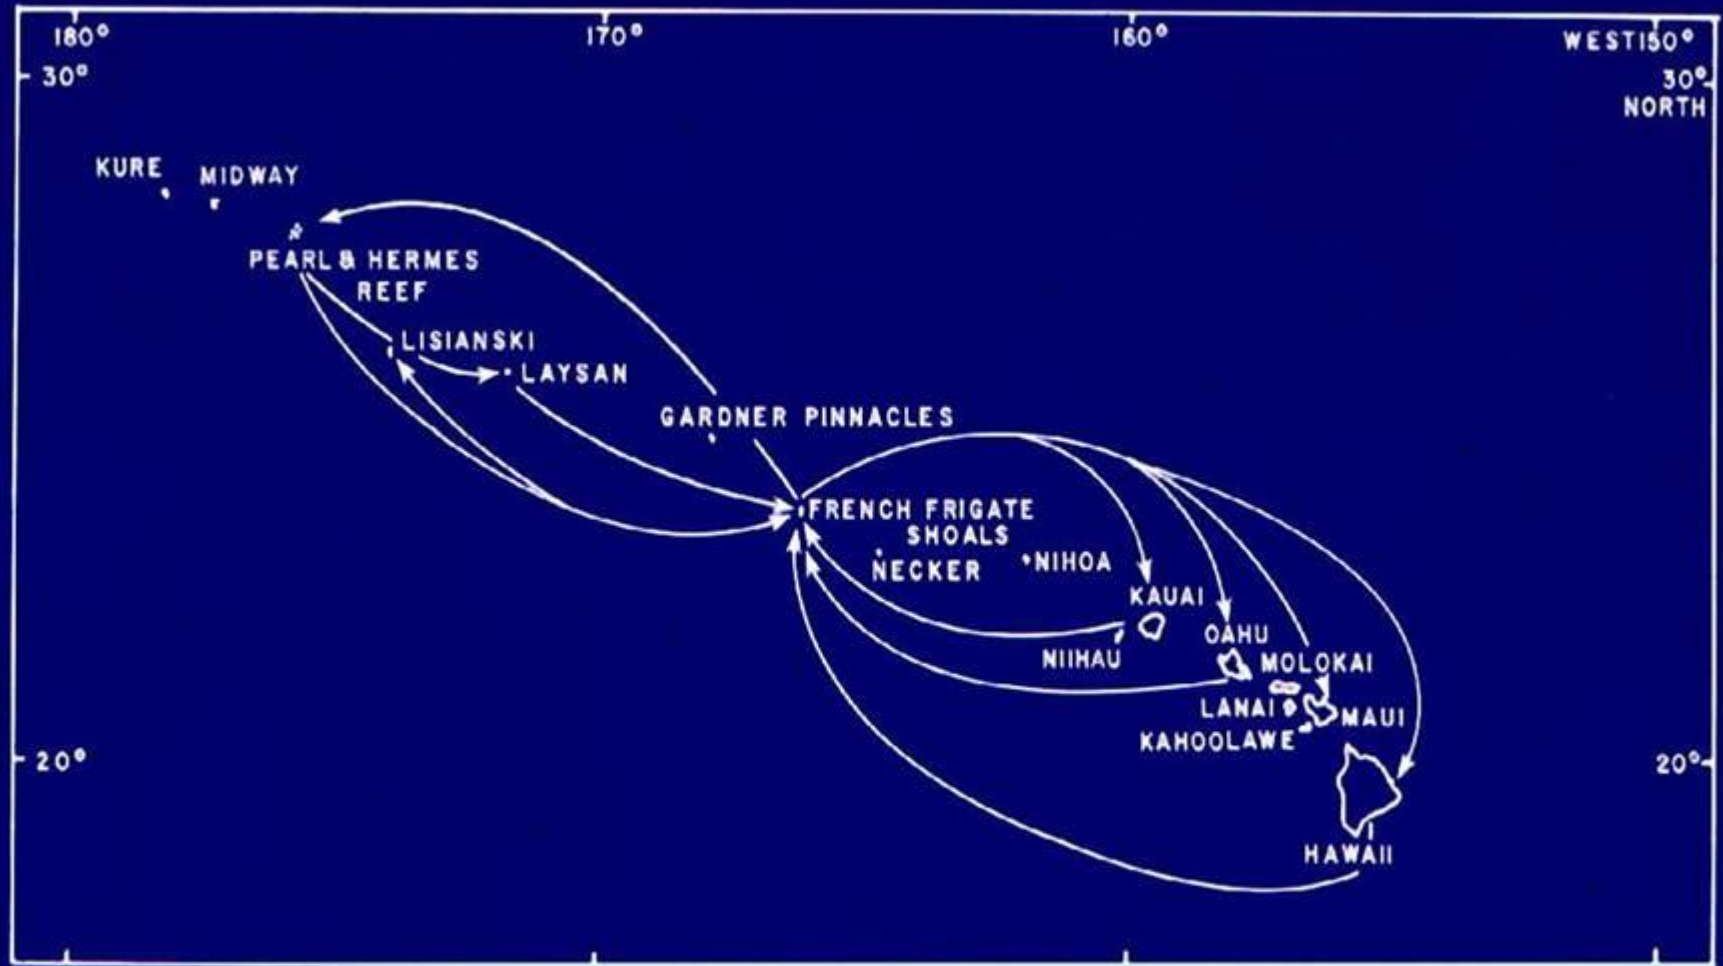 180°
170°
160°
WEST150°
30°
30°
NORTH
KURE
MIDWAY
PEARL & HERMES
REEF
LISIANSKI
LAYSAN
GARDNER PINNACLES
FRENCH FRIGATE
SHOALS
NECKER
NIHOA
KAUAI
NIIHAU
OAHU
MOLOKAI
LANAI
MAUI
KAHOOLAWE
20°
20°
HAWAII